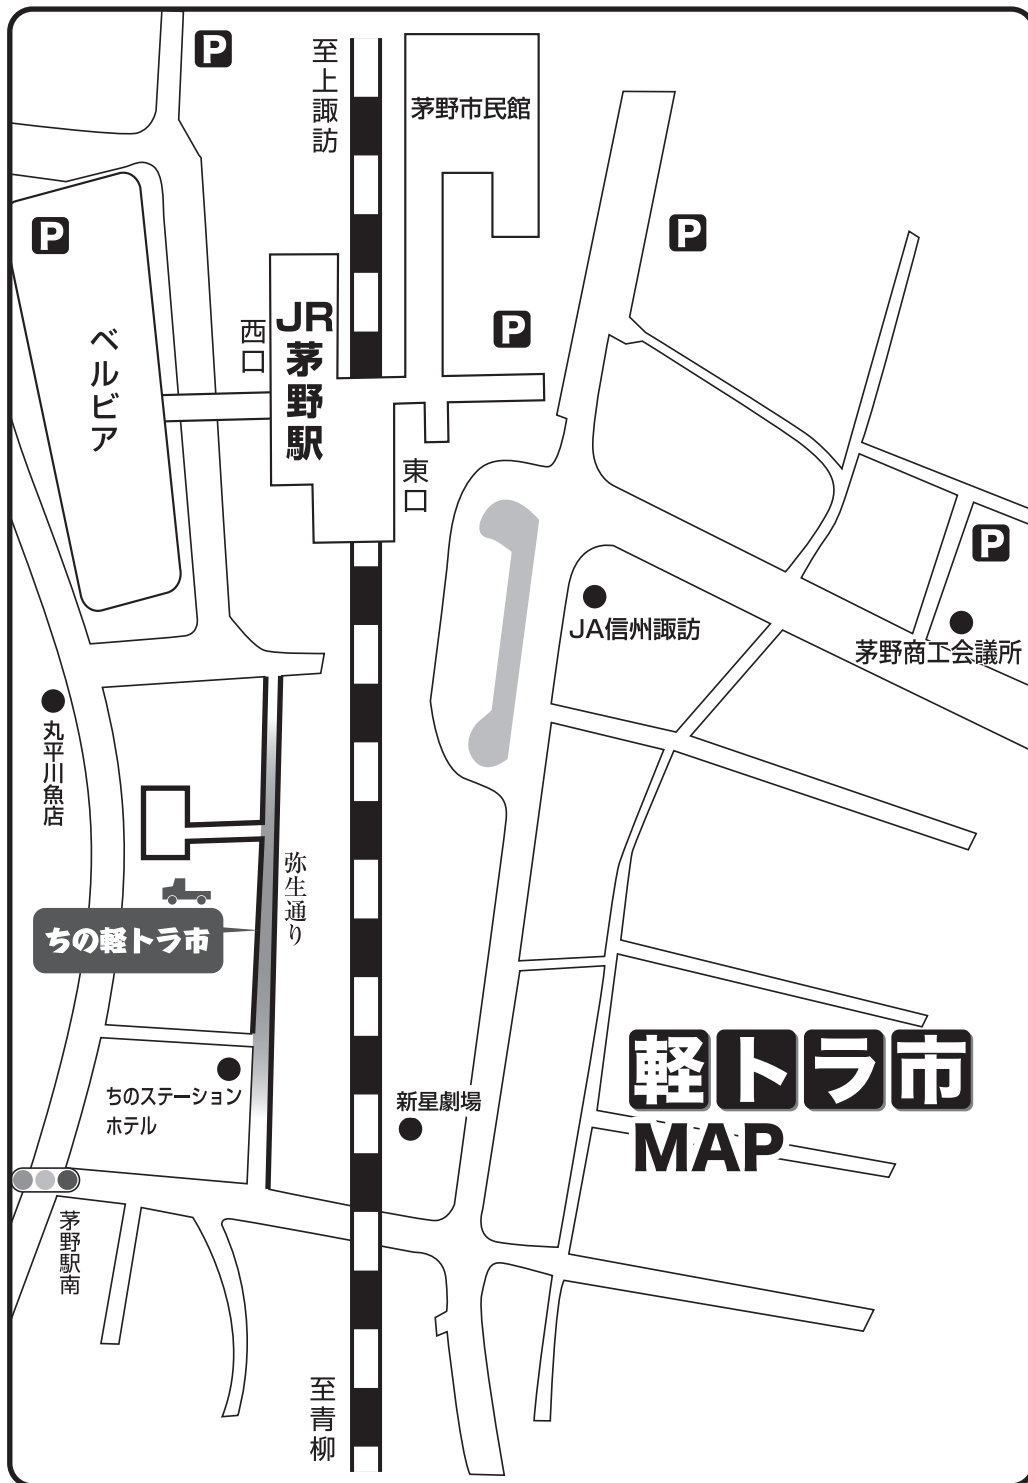 P
至上諏訪
茅野市民館
P
P
P
ベルビア
西口
JR
茅野駅
東口
P
JA信州諏訪
茅野商工会議所
丸平川魚店
弥生通り
ちの軽トラ市
軽トラ市
MAP
ちのステーション
ホテル
新星劇場
茅野駅南
至青柳